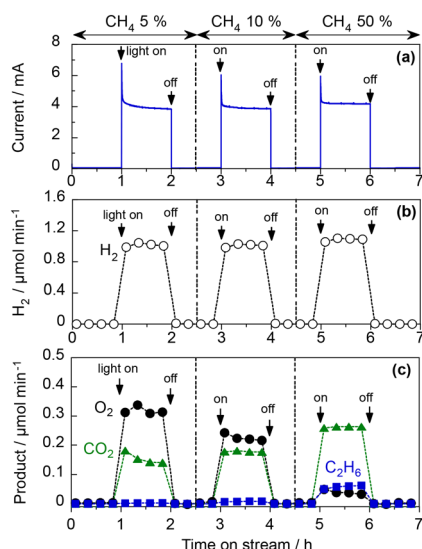 CH₄ 5 % CH₄ 10 % CH₄ 50 %
8
6
4
2
0
Current / mA
light on
off
on
off
on
off
(a)
0 1 2 3 4 5 6 7
1.6
1.2
0.8
0.4
0
H₂ / μmol min⁻¹
light on
off
on
off
on
off
(b)
H₂
0 1 2 3 4 5 6 7
0.5
0.4
0.3
0.2
0.1
0
Product / μmol min⁻¹
light on
off
on
off
on
off
(c)
O₂
CO₂
C₂H₆
0 1 2 3 4 5 6 7
Time on stream / h